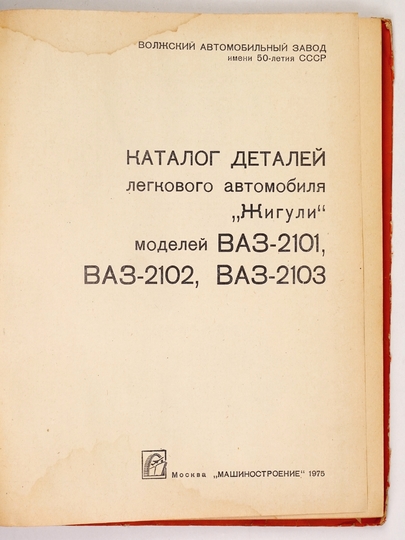 ВОЛЖСКИЙ АВТОМОБИЛЬНЫЙ ЗАВОД
имени 50-летия СССР
КАТАЛОГ ДЕТАЛЕЙ
легкового автомобиля
„Жигули“
моделей ВАЗ-2101,
ВАЗ-2102, ВАЗ-2103
Москва „МАШИНОСТРОЕНИЕ“ 1975